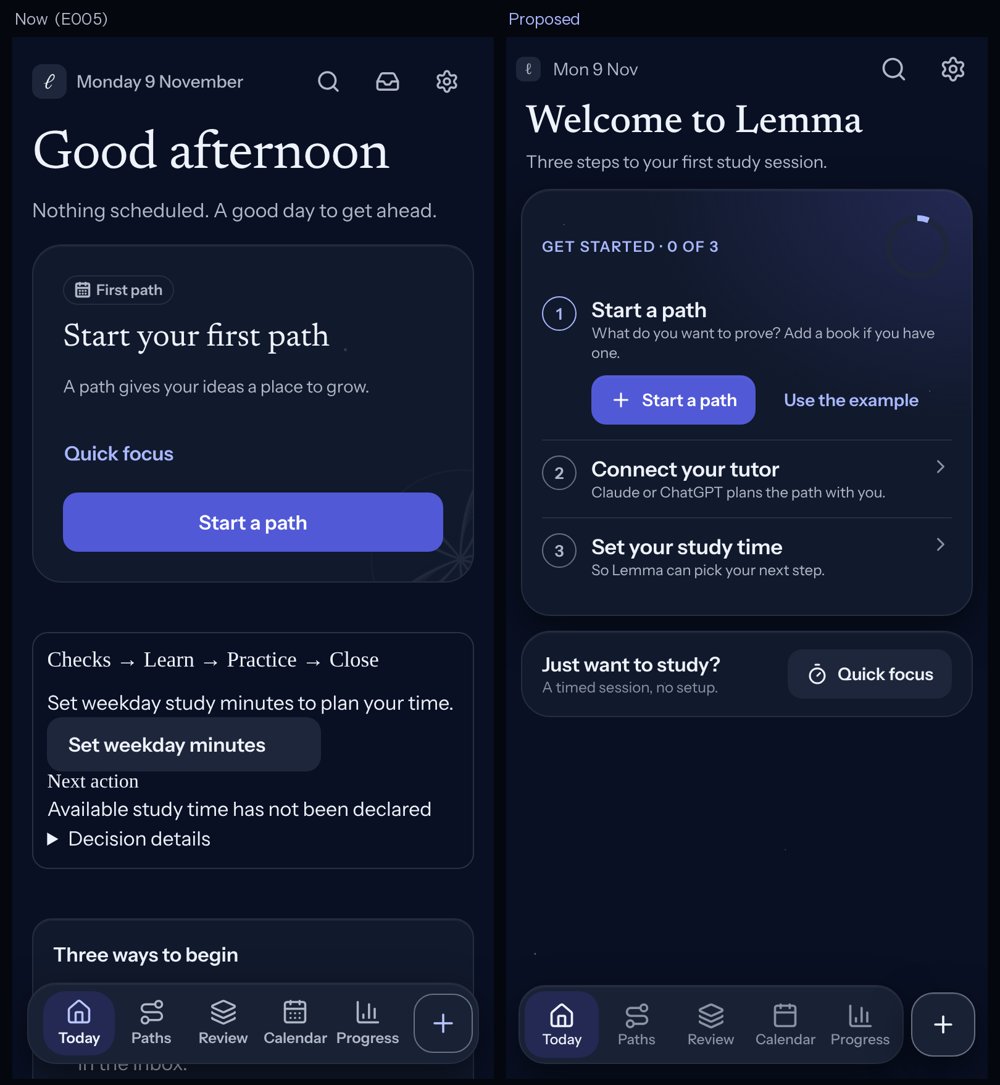 Now (E005)
ℓ Monday 9 November
Good afternoon
Nothing scheduled. A good day to get ahead.
First path
Start your first path
A path gives your ideas a place to grow.
Quick focus
Start a path
Checks → Learn → Practice → Close
Set weekday study minutes to plan your time.
Set weekday minutes
Next action
Available study time has not been declared
▶ Decision details
Three ways to begin
in the inbox.
Today Paths Review Calendar Progress +
Proposed
ℓ Mon 9 Nov
Welcome to Lemma
Three steps to your first study session.
GET STARTED · 0 OF 3
1 Start a path
What do you want to prove? Add a book if you have
one.
+ Start a path Use the example
2 Connect your tutor
Claude or ChatGPT plans the path with you.
3 Set your study time
So Lemma can pick your next step.
Just want to study?
A timed session, no setup.
Quick focus
Today Paths Review Calendar Progress +